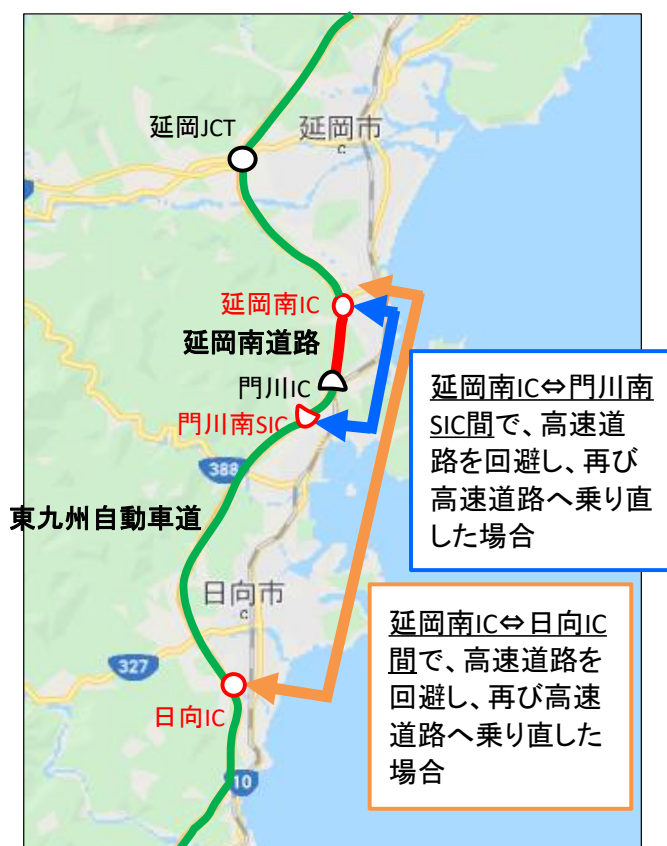 延岡JCT
延岡市
延岡南IC
延岡南道路
門川IC
門川南SIC
388
東九州自動車道
日向市
327
日向IC
10
延岡南IC⇔門川南
SIC間で、高速道
路を回避し、再び
高速道路へ乗り直
した場合
延岡南IC⇔日向IC
間で、高速道路を
回避し、再び高速
道路へ乗り直した
場合